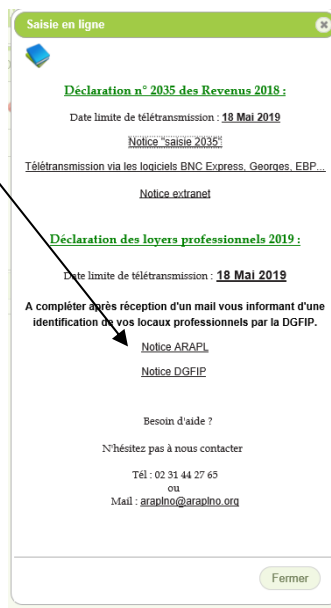 Saisie en ligne
Déclaration n° 2035 des Revenus 2018 :
Date limite de télétransmission : 18 Mai 2019
Notice "saisie 2035"
Télétransmission via les logiciels BNC Express, Georges, EBP...
Notice extranet
Déclaration des loyers professionnels 2019 :
Date limite de télétransmission : 18 Mai 2019
A compléter après réception d'un mail vous informant d'une
identification de vos locaux professionnels par la DGFIP.
Notice ARAPL
Notice DGFIP
Besoin d'aide ?
N'hésitez pas à nous contacter
Tél : 02 31 44 27 65
ou
Mail : araplno@araplno.org
Fermer